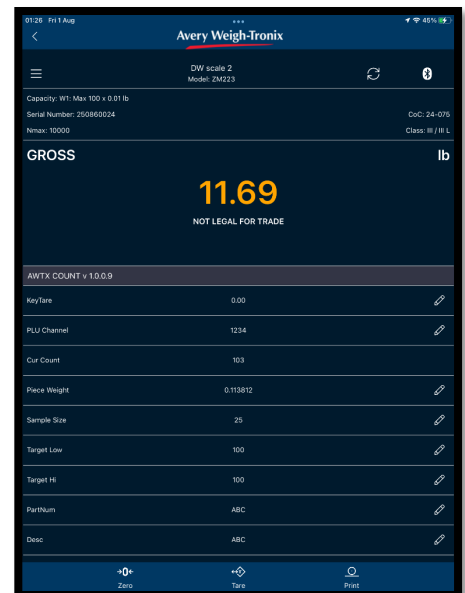 01:26 Fri 1 Aug 45%
Avery Weigh-Tronix
DW scale 2
Model: ZM223
Capacity: W1: Max 100 x 0.01 lb
Serial Number: 250860024 CoC: 24-075
Nmax: 10000 Class: III / III L
GROSS lb
11.69
NOT LEGAL FOR TRADE
AWTX COUNT v 1.0.0.9
KeyTare 0.00
PLU Channel 1234
Cur Count 103
Piece Weight 0.113812
Sample Size 25
Target Low 100
Target Hi 100
PartNum ABC
Desc ABC
→0← T
Zero Tare Print